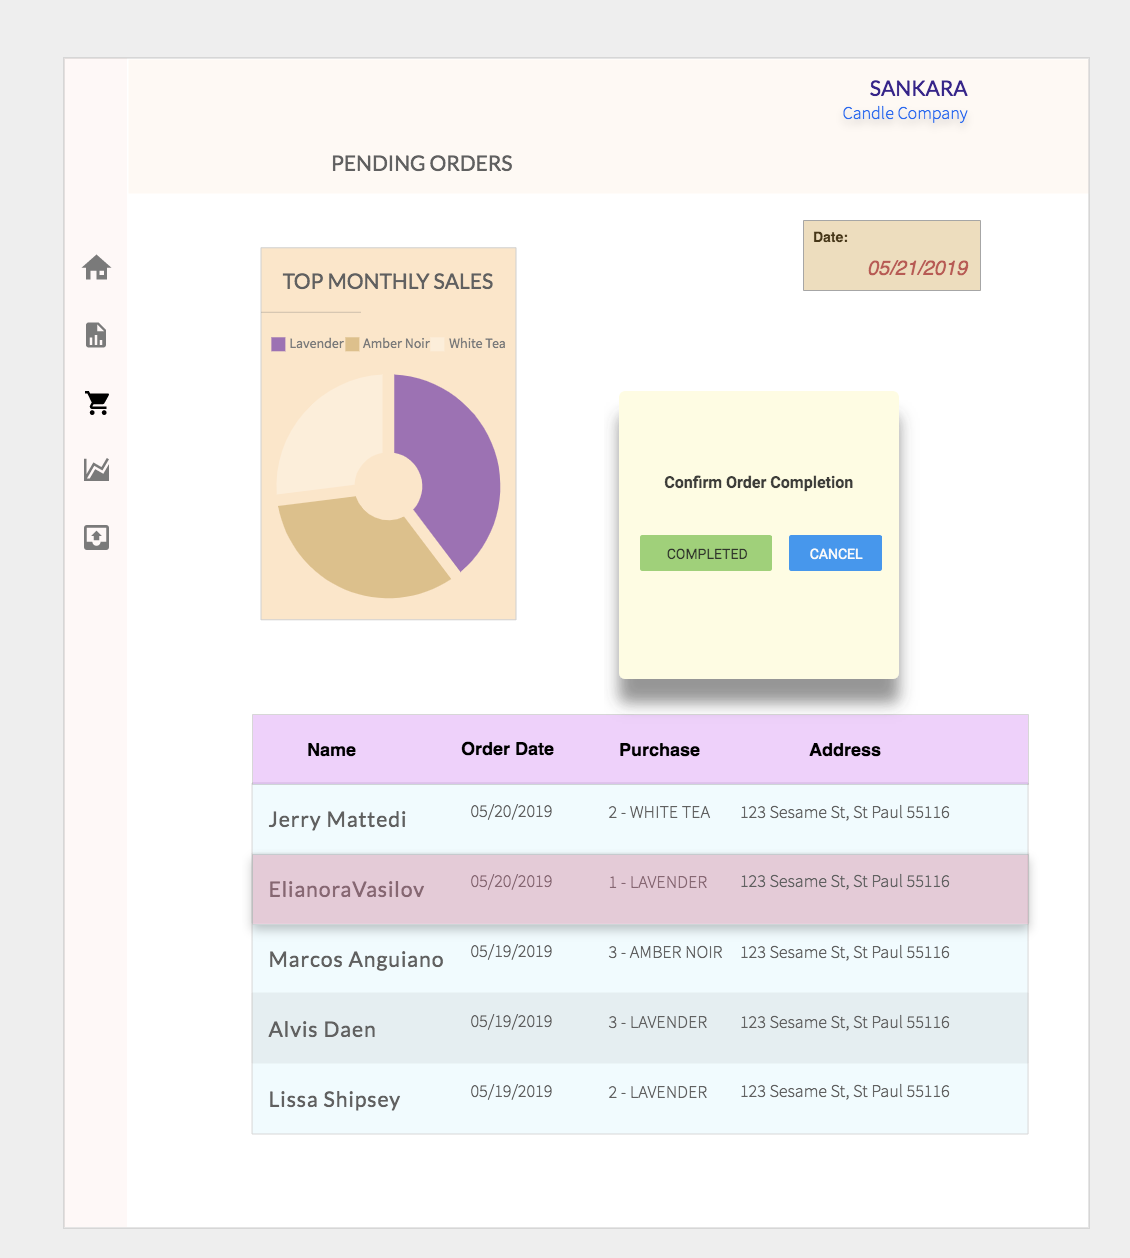 SANKARA
Candle Company
PENDING ORDERS
Date:
05/21/2019
TOP MONTHLY SALES
Lavender Amber Noir White Tea
Confirm Order Completion
COMPLETED CANCEL
Name Order Date Purchase Address
Jerry Mattedi 05/20/2019 2 - WHITE TEA 123 Sesame St, St Paul 55116
ElianoraVasilov 05/20/2019 1 - LAVENDER 123 Sesame St, St Paul 55116
Marcos Anguiano 05/19/2019 3 - AMBER NOIR 123 Sesame St, St Paul 55116
Alvis Daen 05/19/2019 3 - LAVENDER 123 Sesame St, St Paul 55116
Lissa Shipsey 05/19/2019 2 - LAVENDER 123 Sesame St, St Paul 55116